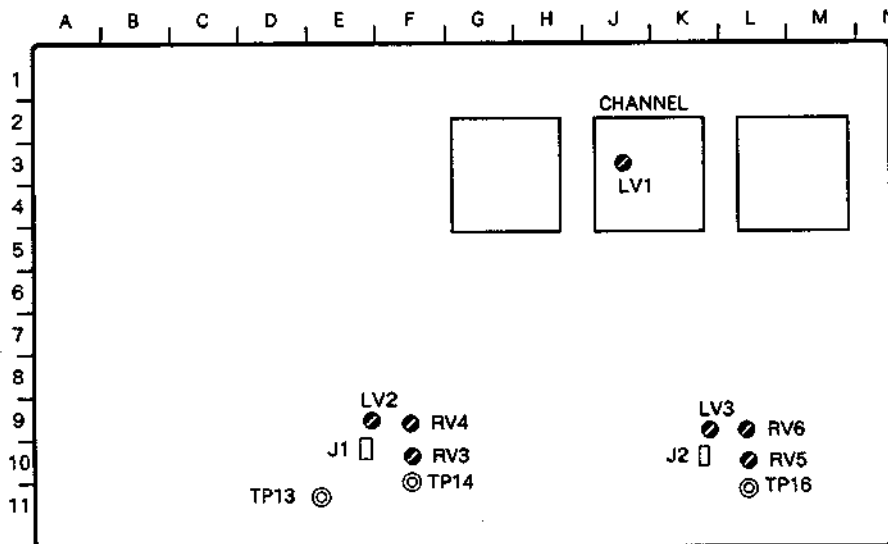 A B C D E F G H J K L M N
1
2 CHANNEL
3
LV1
4
5
6
7
8
LV2 LV3
9 RV4 RV6
J1 J2
10 RV3 RV5
TP14 TP16
11 TP13